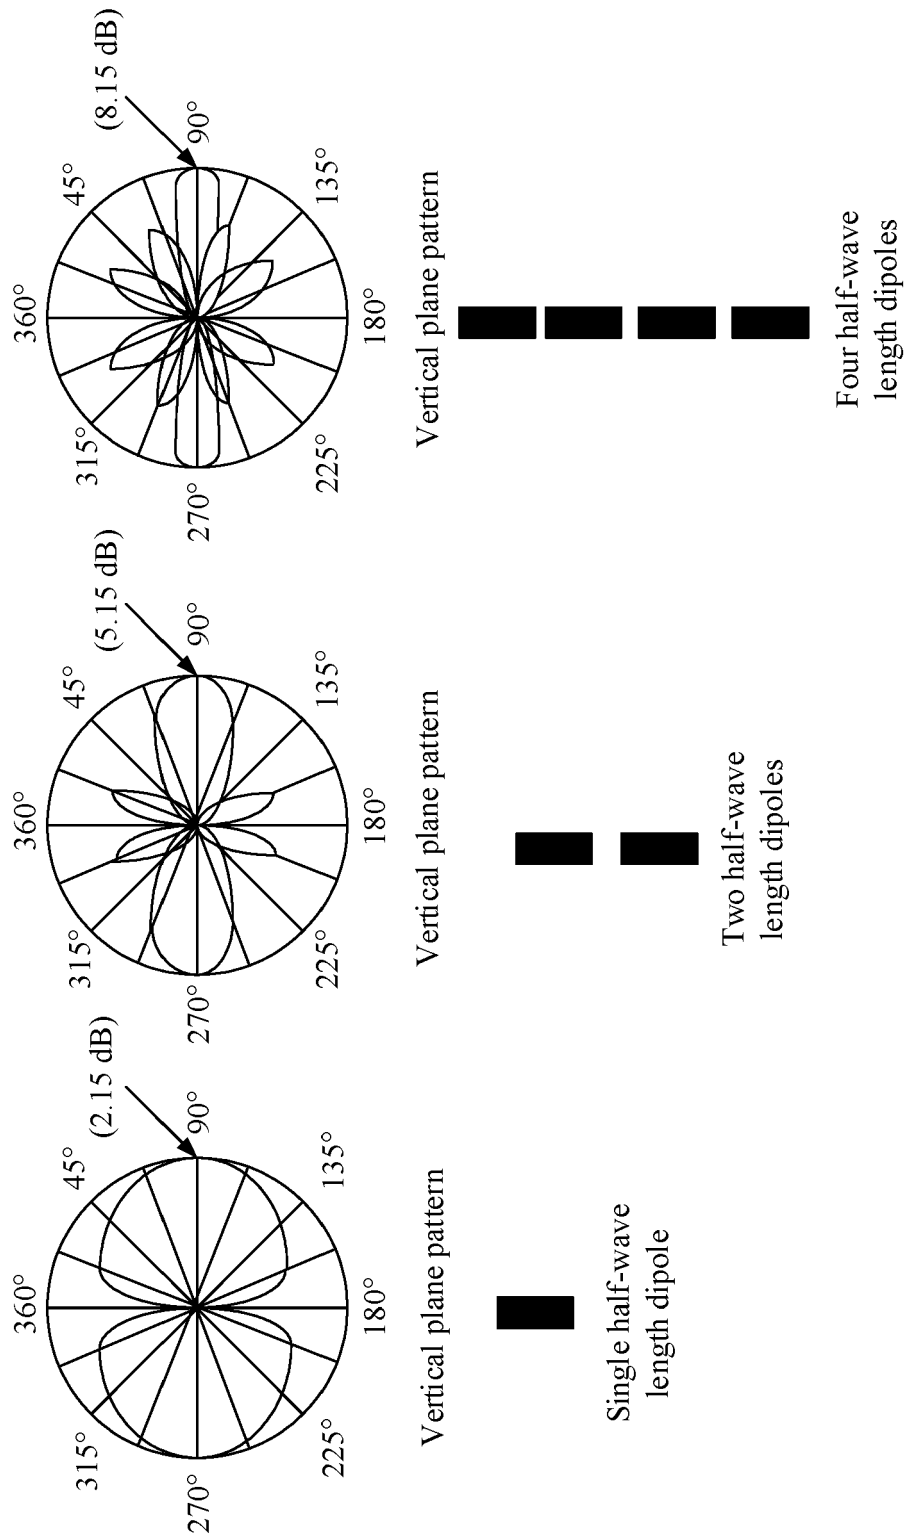 360°
315°
45°
(2.15 dB)
270°
90°
225°
135°
180°
Vertical plane pattern
Single half-wave
length dipole
360°
315°
45°
(5.15 dB)
270°
90°
225°
135°
180°
Vertical plane pattern
Two half-wave
length dipoles
360°
315°
45°
(8.15 dB)
270°
90°
225°
135°
180°
Vertical plane pattern
Four half-wave
length dipoles